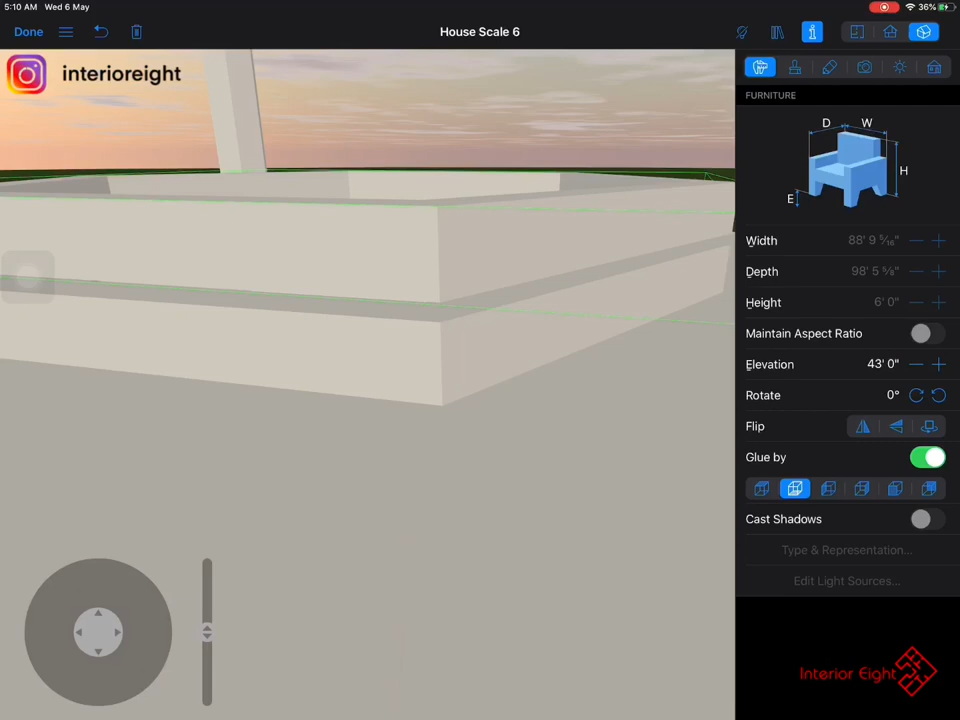 5:10 AM Wed 6 May
36%
Done
House Scale 6
interioreight
FURNITURE
D
W
H
E
Width 88' 9 5⁄16"
Depth 98' 5 5⁄8"
Height 6' 0"
Maintain Aspect Ratio
Elevation 43' 0"
Rotate 0°
Flip
Glue by
Cast Shadows
Type & Representation...
Edit Light Sources...
Interior Eight